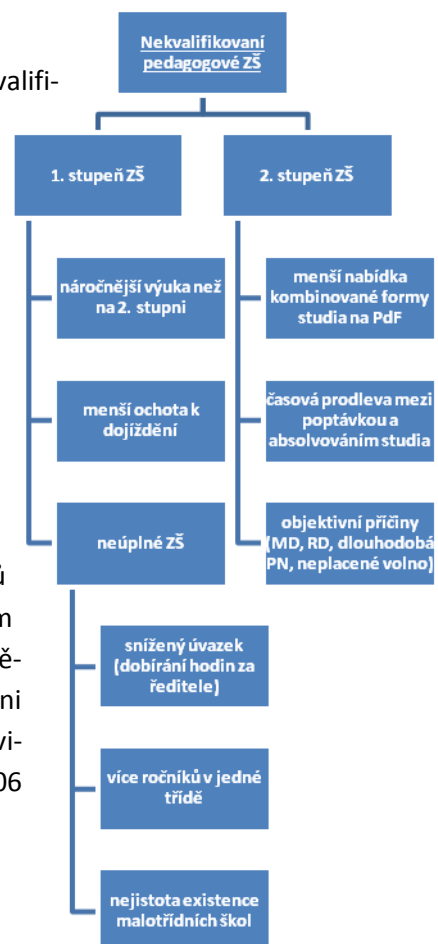 valifi-
ů
m
ě-
ni
vi-
06
Nekvalifikovaní
pedagogové ZŠ
1. stupeň ZŠ
náročnější výuka než
na 2. stupni
menší ochota k
dojíždění
neúplné ZŠ
snížený úvazek
(dobírání hodin za
ředitele)
více ročníků v jedné
třídě
nejistota existence
malotřídních škol
2. stupeň ZŠ
menší nabídka
kombinované formy
studia na PdF
časová prodleva mezi
poptávkou a
absolvováním studia
objektivní příčiny
(MD, RD, dlouhodobá
PN, neplacené volno)